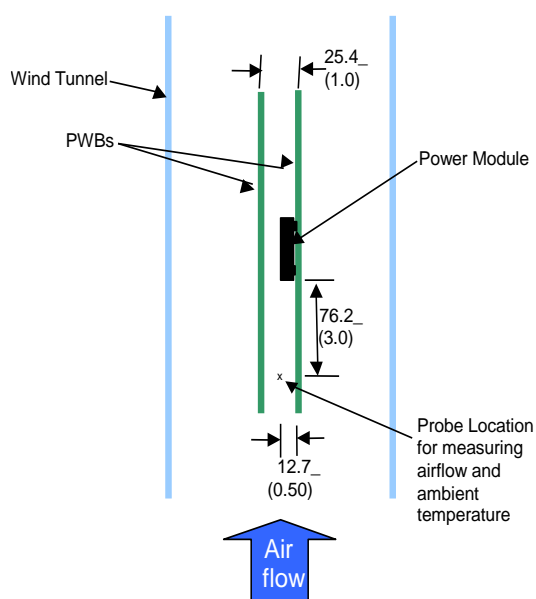 25.4_
(1.0)
Wind Tunnel
PWBs
Power Module
76.2_
(3.0)
x
Probe Location
for measuring
airflow and
ambient
temperature
12.7_
(0.50)
Air
flow